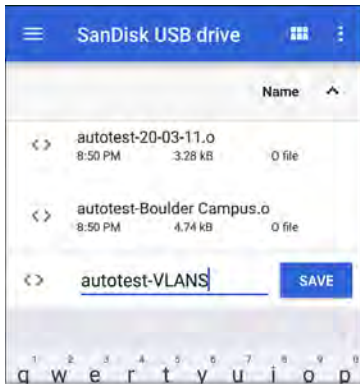 SanDisk USB drive
Name
autotest-20-03-11.o
8:50 PM 3.28 kB O file
autotest-Boulder Campus.o
8:50 PM 4.74 kB O file
autotest-VLANS SAVE
1 2 3 4 5 6 7 8 9 0
q w e r t y u i o p